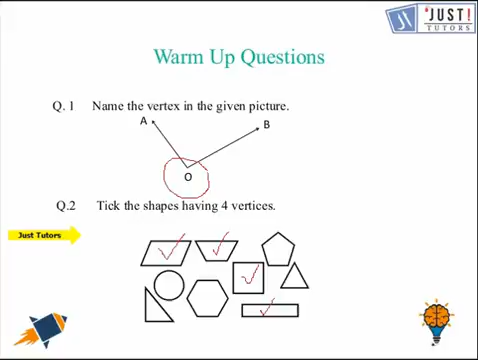 'JUST!
TUTORS
Warm Up Questions
Q. 1 Name the vertex in the given picture.
A
B
O
Q.2 Tick the shapes having 4 vertices.
Just Tutors